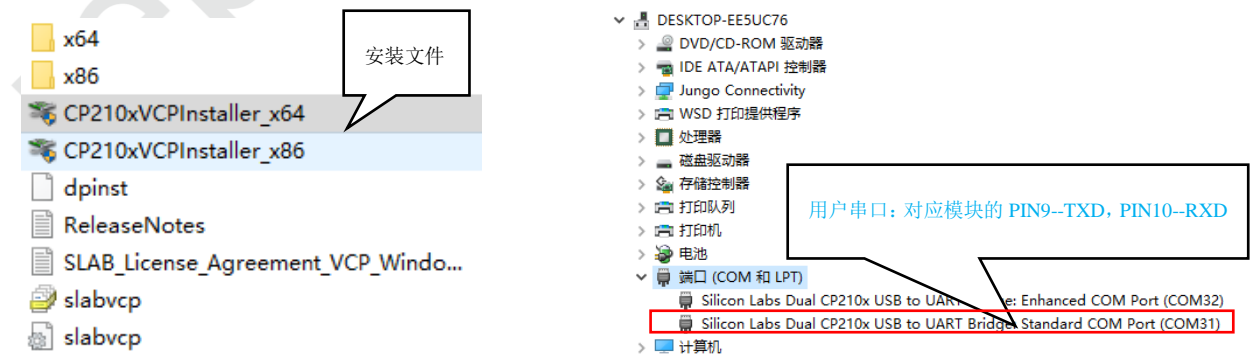 x64
x86
CP210xVCPInstaller_x64
CP210xVCPInstaller_x86
dpinst
ReleaseNotes
SLAB_License_Agreement_VCP_Windo...
slabvcp
slabvcp
安装文件
DESKTOP-EE5UC76
DVD/CD-ROM 驱动器
IDE ATA/ATAPI 控制器
Jungo Connectivity
WSD 打印提供程序
处理器
磁盘驱动器
存储控制器
打印队列
打印机
电池
端口 (COM 和 LPT)
Silicon Labs Dual CP210x USB to UART e: Enhanced COM Port (COM32)
Silicon Labs Dual CP210x USB to UART Bridge: Standard COM Port (COM31)
计算机
用户串口：对应模块的 PIN9--TXD，PIN10--RXD